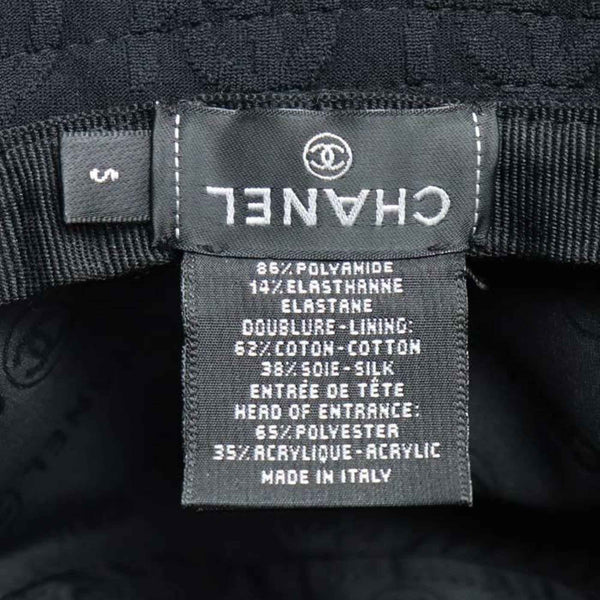 S
CHANEL
86% POLYAMIDE
14% ELASTHANNE
ELASTANE
DOUBLURE - LINING:
62% COTON - COTTON
38% SOIE - SILK
ENTRÉE DE TÊTE
HEAD OF ENTRANCE:
65% POLYESTER
35% ACRYLIQUE - ACRYLIC
MADE IN ITALY